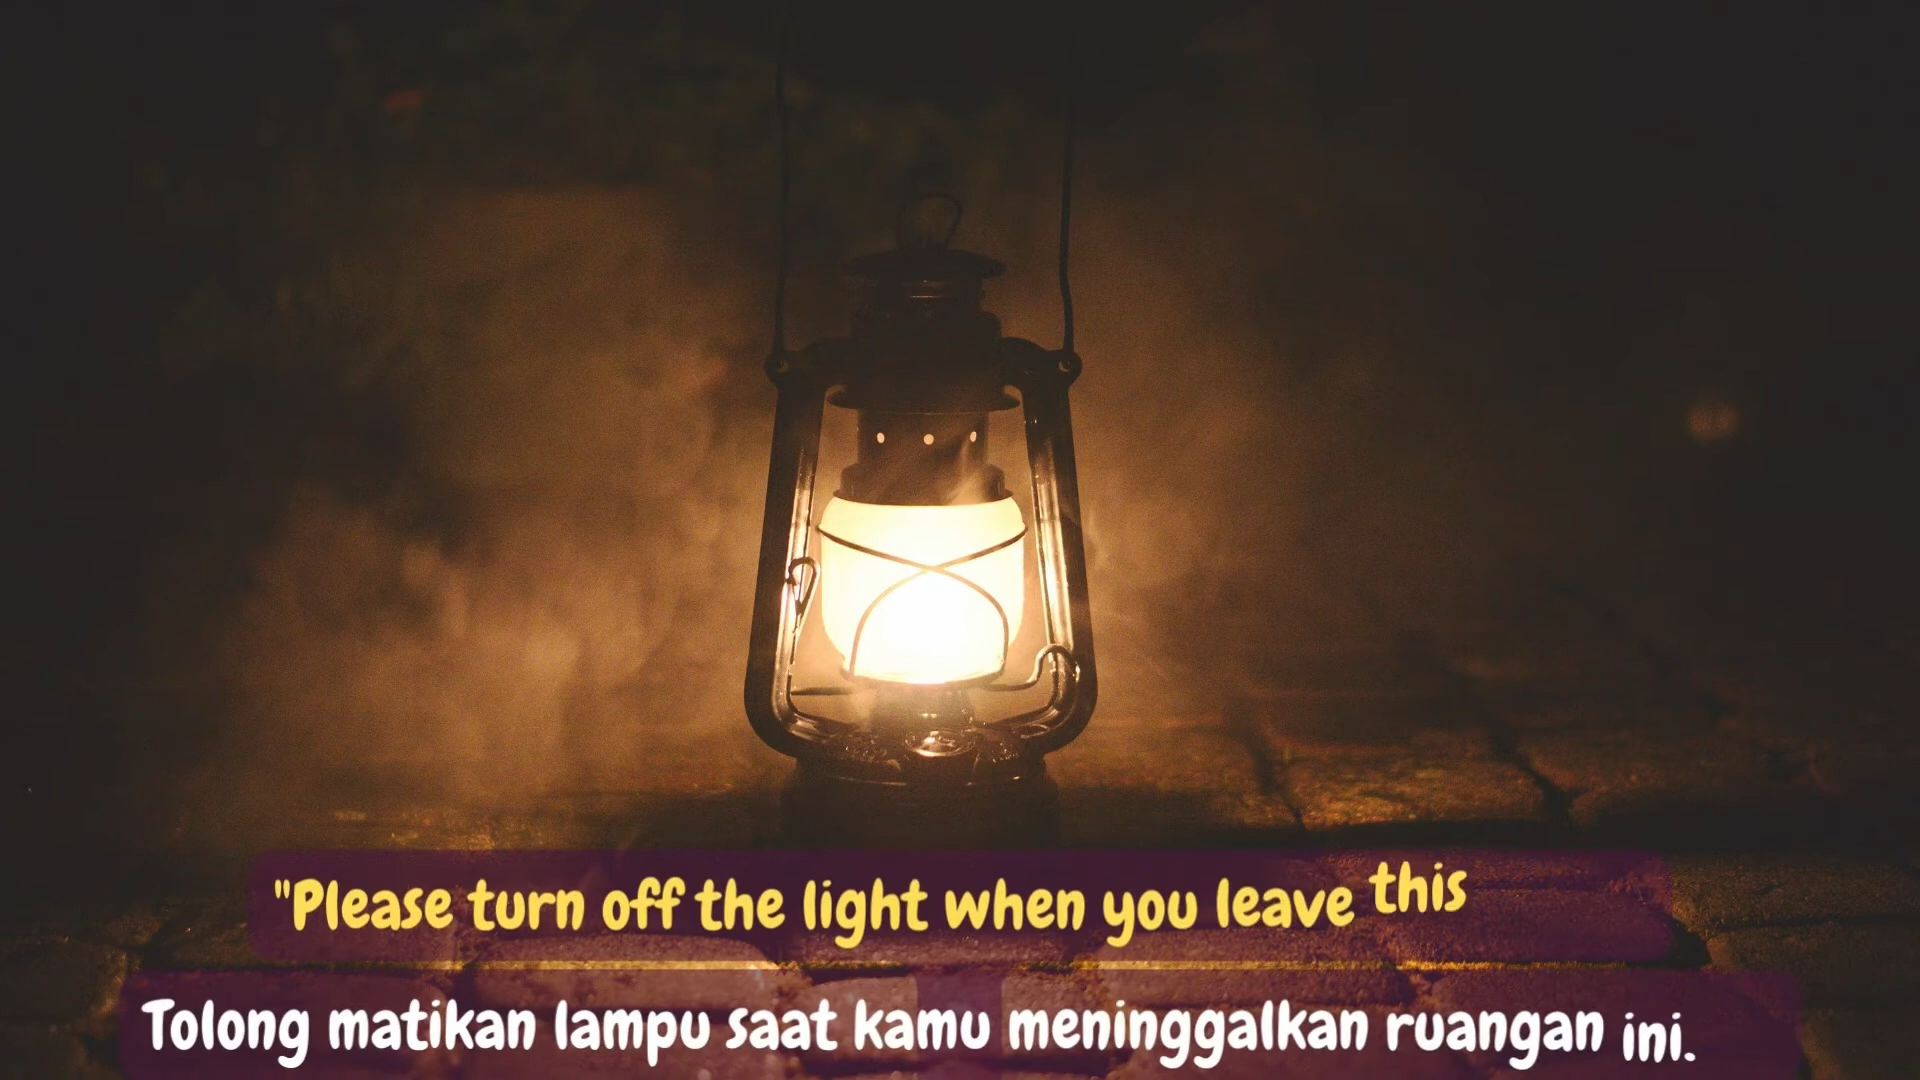 "Please turn off the light when you leave this
Tolong matikan lampu saat kamu meninggalkan ruangan ini.